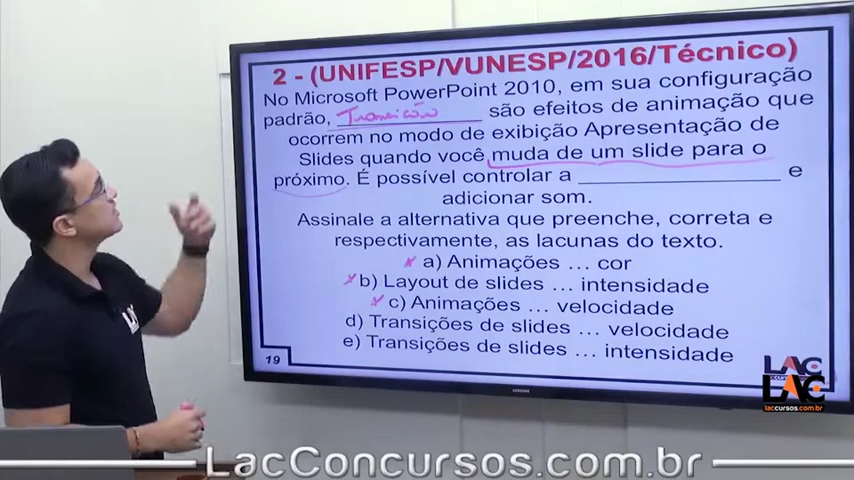 2 - (UNIFESP/VUNESP/2016/Técnico)
No Microsoft PowerPoint 2010, em sua configuração
padrão, Transição são efeitos de animação que
ocorrem no modo de exibição Apresentação de
Slides quando você muda de um slide para o
próximo. É possível controlar a ____________________ e
adicionar som.
Assinale a alternativa que preenche, correta e
respectivamente, as lacunas do texto.
a) Animações … cor
b) Layout de slides … intensidade
c) Animações … velocidade
d) Transições de slides … velocidade
e) Transições de slides … intensidade
19
LAC
LAC
laccursos.com.br
LacConcursos.com.br